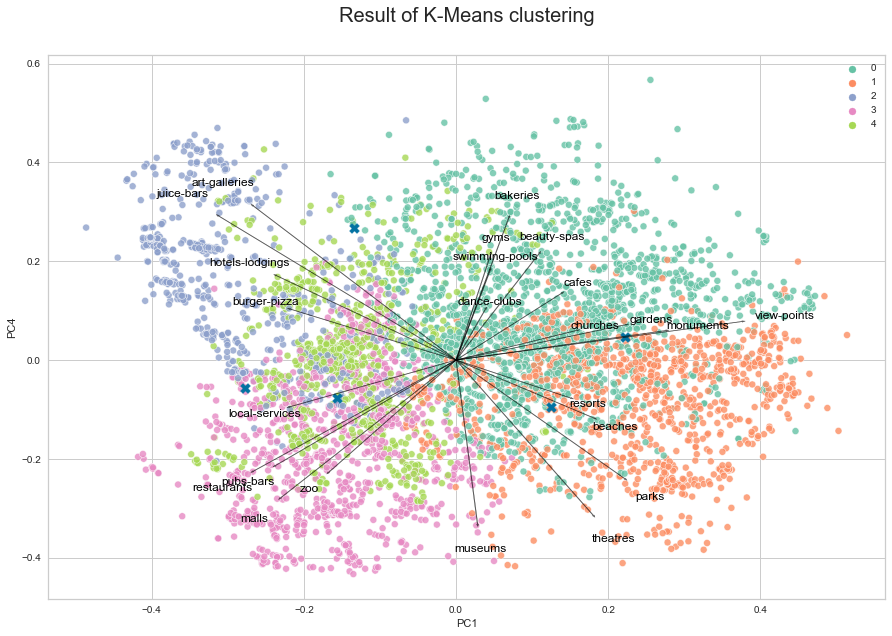 Result of K-Means clustering
0.6
0
1
2
3
4
0.4
art-galleries
juice-bars
bakeries
gyms
beauty-spas
0.2
swimming-pools
hotels-lodgings
cafes
burger-pizza
dance-clubs
gardens
view-points
churches
monuments
PC4
0.0
resorts
local-services
beaches
−0.2
pubs-bars
restaurants
zoo
parks
malls
theatres
museums
−0.4
−0.4
−0.2
0.0
0.2
0.4
PC1